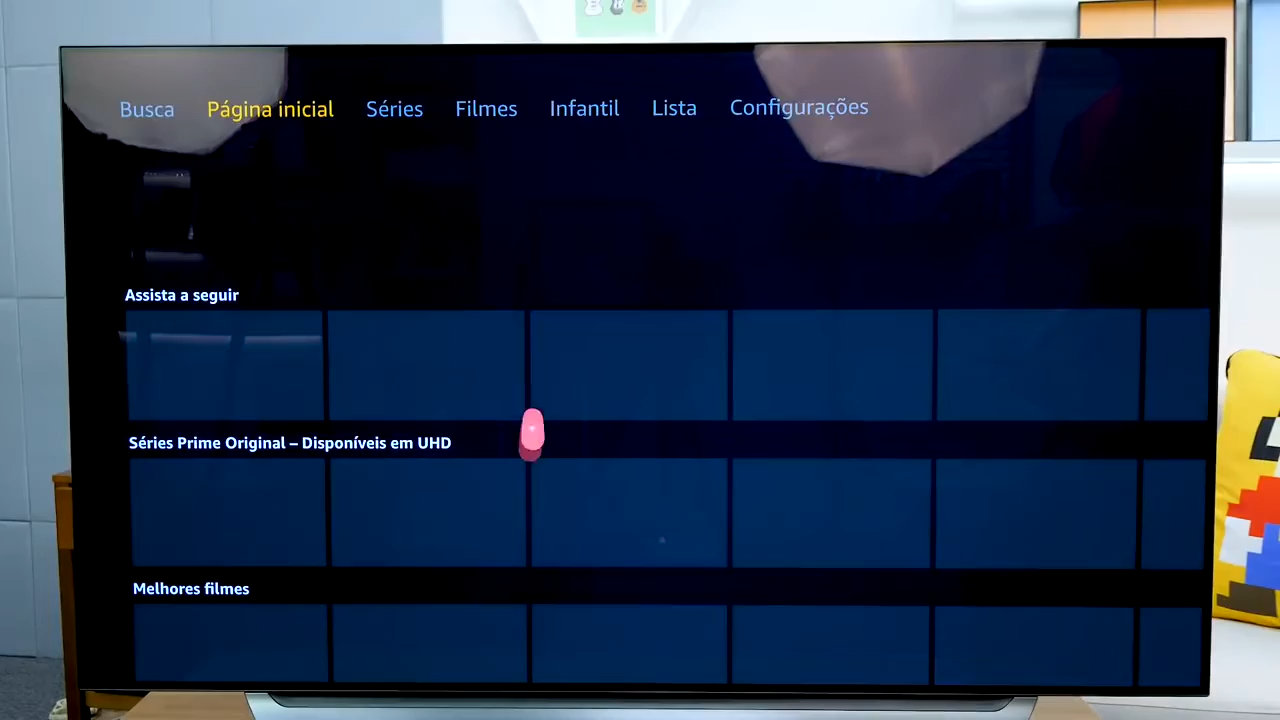 Busca Página inicial Séries Filmes Infantil Lista Configurações
Assista a seguir
Séries Prime Original – Disponíveis em UHD
Melhores filmes